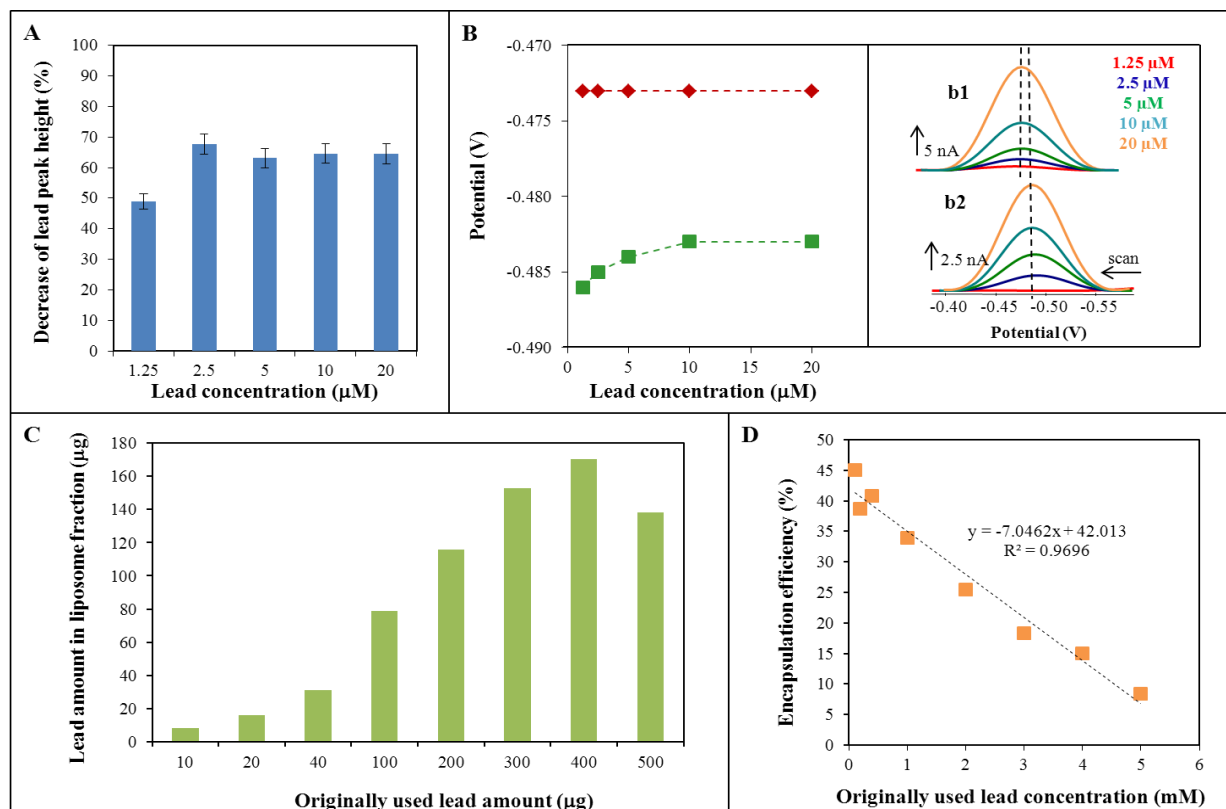 A
Decrease of lead peak height (%)
100
90
80
70
60
50
40
30
20
10
0
1.25 2.5 5 10 20
Lead concentration (µM)
B
Potential (V)
-0.470
-0.475
-0.480
-0.485
-0.490
0 5 10 15 20
Lead concentration (µM)
b1
5 nA
1.25 µM
2.5 µM
5 µM
10 µM
20 µM
b2
2.5 nA
scan
-0.40 -0.45 -0.50 -0.55
Potential (V)
C
Lead amount in liposome fraction (µg)
180
160
140
120
100
80
60
40
20
0
10 20 40 100 200 300 400 500
Originally used lead amount (µg)
D
Encapsulation efficiency (%)
50
45
40
35
30
25
20
15
10
5
0
y = -7.0462x + 42.013
R² = 0.9696
0 1 2 3 4 5 6
Originally used lead concentration (mM)